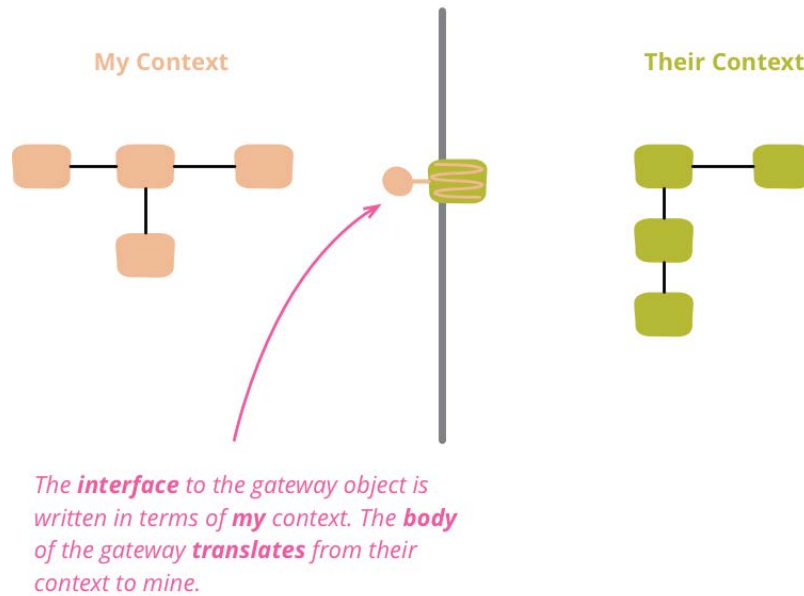 My Context
Their Context
The interface to the gateway object is
written in terms of my context. The body
of the gateway translates from their
context to mine.